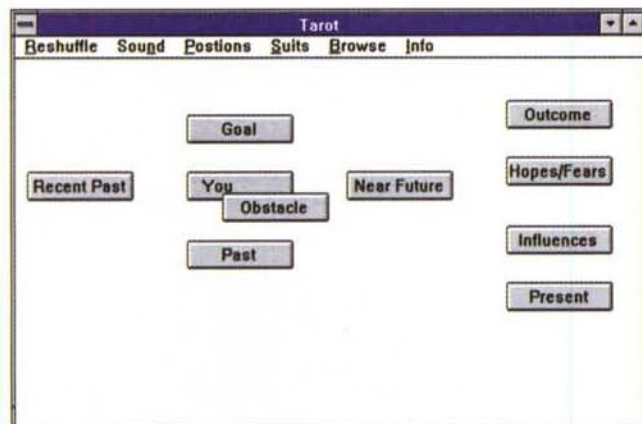 Tarot
Reshuffle Sound Postions Suits Browse Info
Outcome
Goal
Hopes/Fears
Recent Past You Near Future
Obstacle
Influences
Past
Present